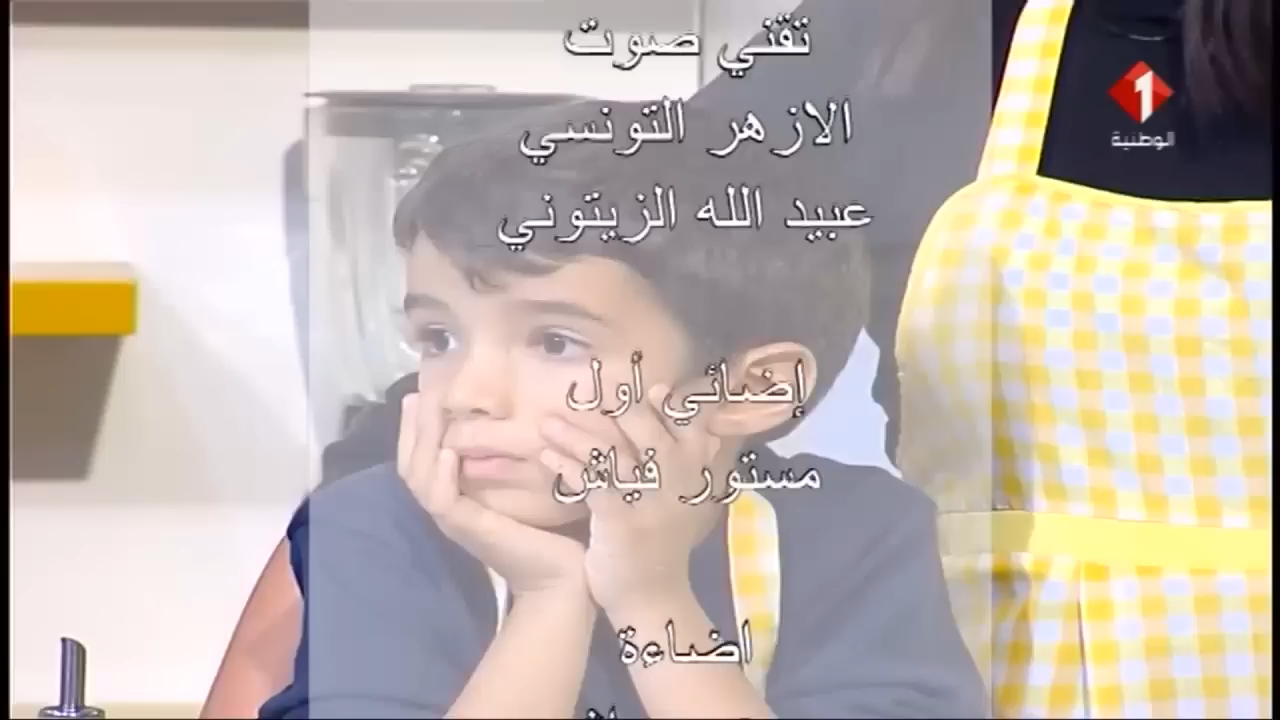 تقني صوت
الازهر التونسي
عبيد الله الزيتوني
إضائي أول
مستور فياش
اضاءة
1
الوطنية